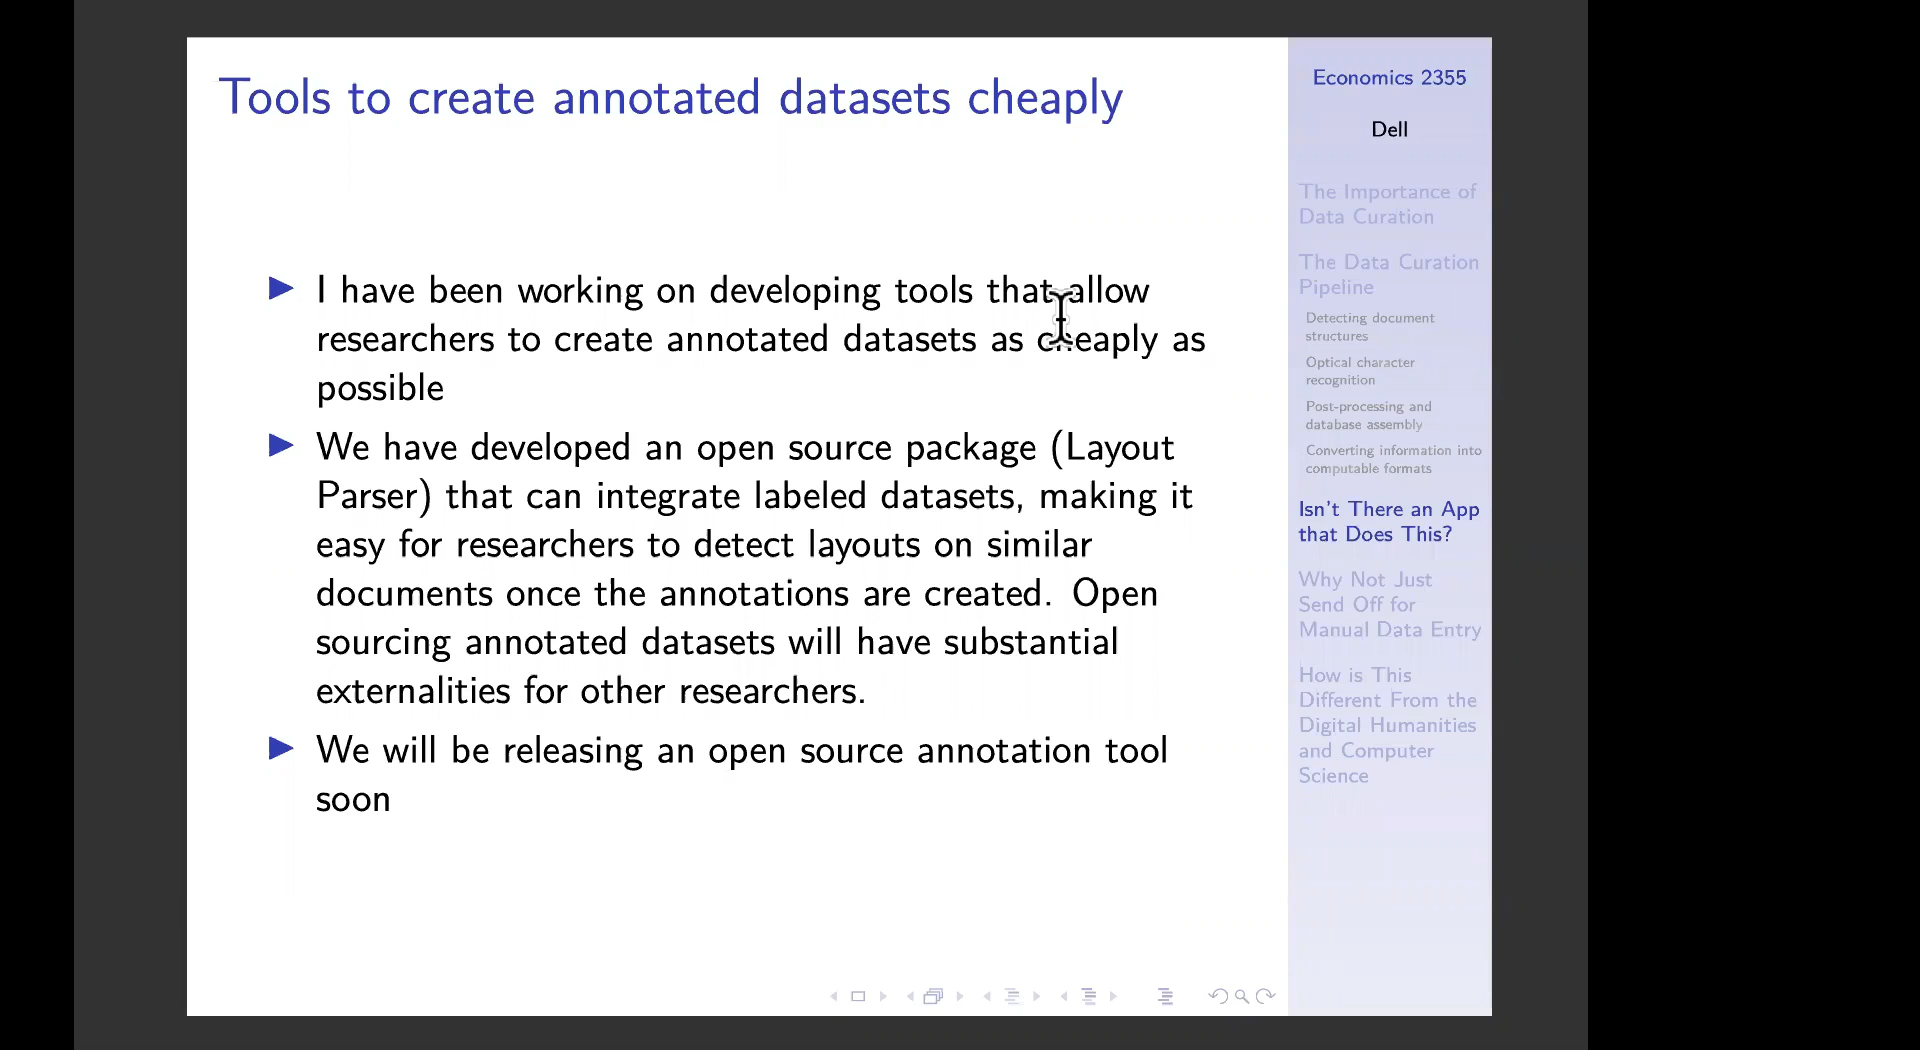 Tools to create annotated datasets cheaply
I have been working on developing tools that allow
researchers to create annotated datasets as cheaply as
possible
We have developed an open source package (Layout
Parser) that can integrate labeled datasets, making it
easy for researchers to detect layouts on similar
documents once the annotations are created. Open
sourcing annotated datasets will have substantial
externalities for other researchers.
We will be releasing an open source annotation tool
soon
Economics 2355
Dell
The Importance of
Data Curation
The Data Curation
Pipeline
Detecting document
structures
Optical character
recognition
Post-processing and
database assembly
Converting information into
computable formats
Isn't There an App
that Does This?
Why Not Just
Send Off for
Manual Data Entry
How is This
Different From the
Digital Humanities
and Computer
Science